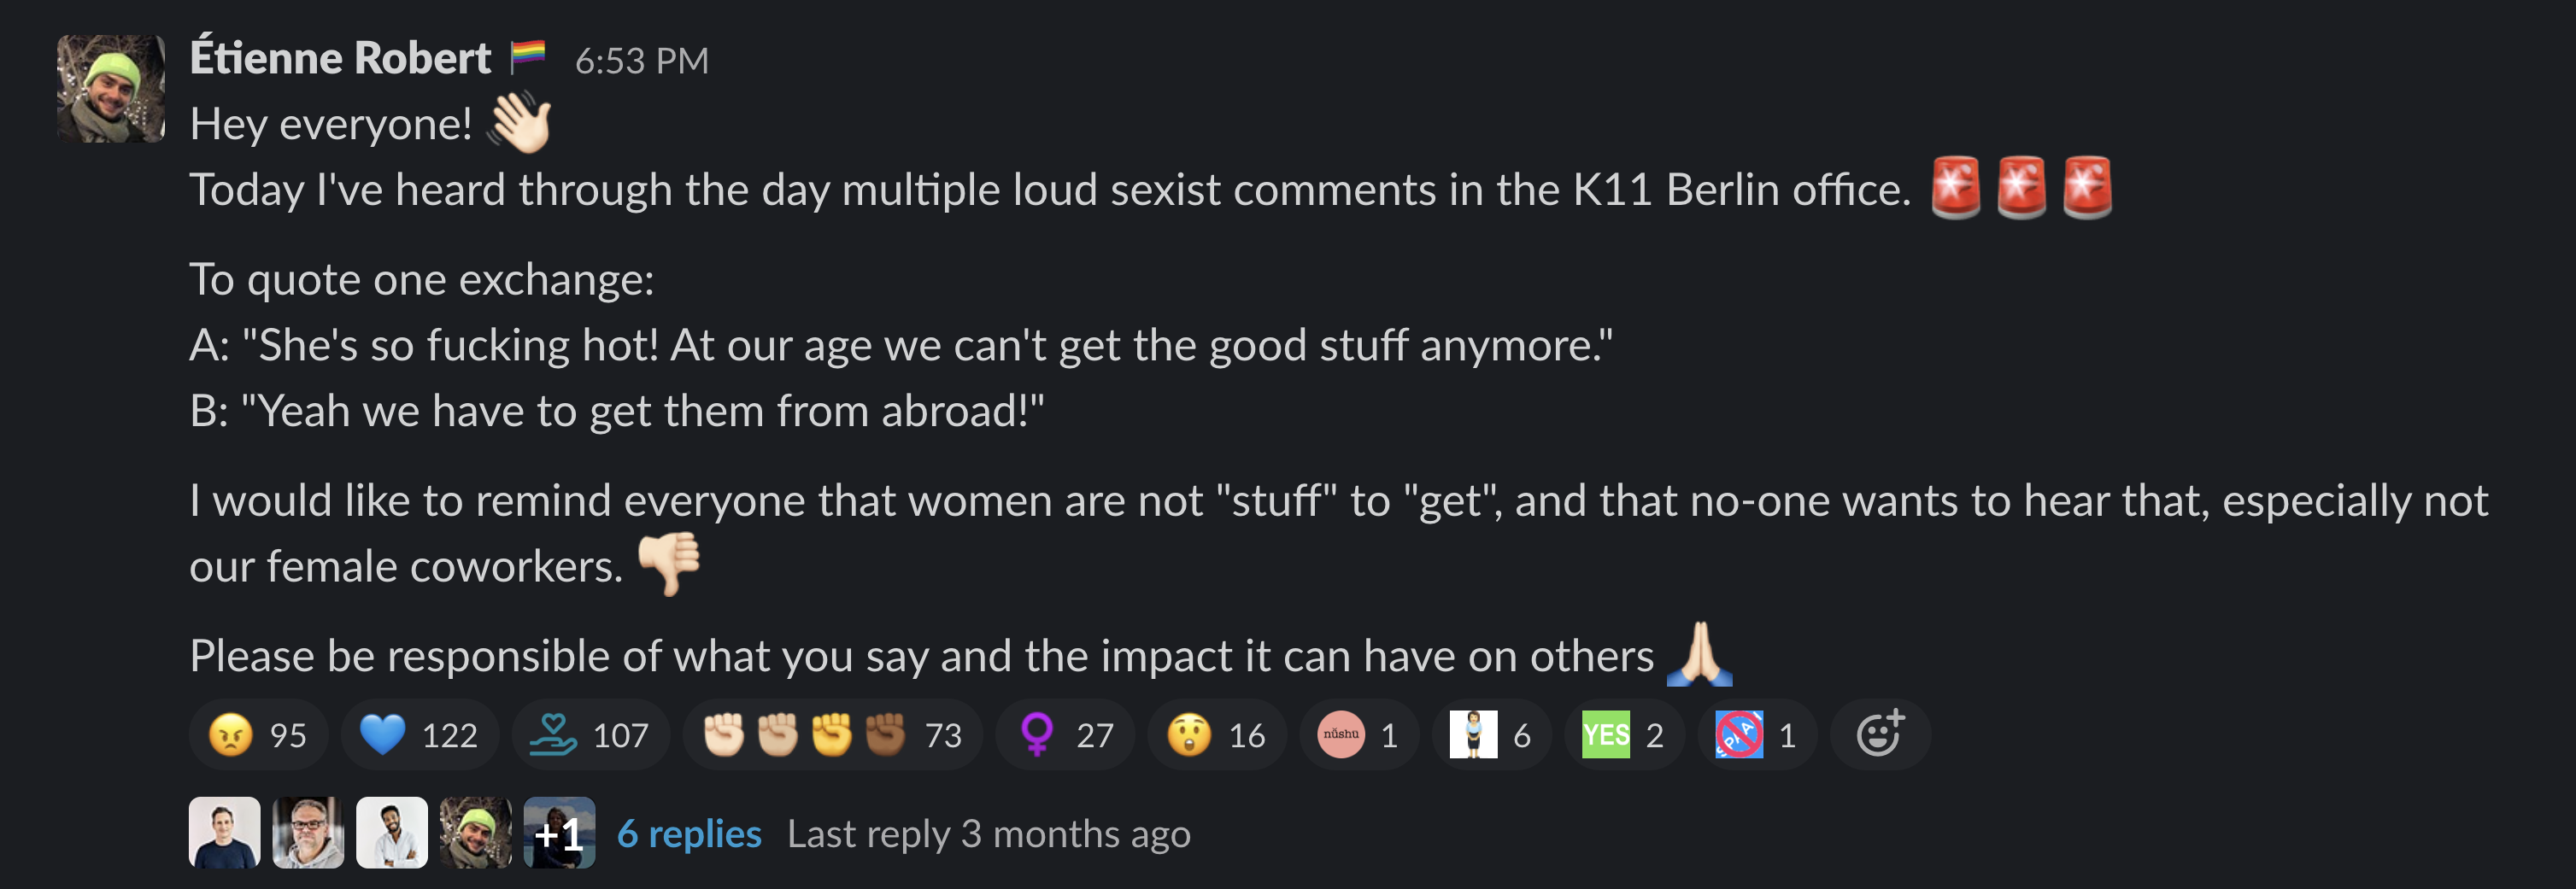 Étienne Robert 6:53 PM
Hey everyone!
Today I've heard through the day multiple loud sexist comments in the K11 Berlin office.
To quote one exchange:
A: "She's so fucking hot! At our age we can't get the good stuff anymore."
B: "Yeah we have to get them from abroad!"
I would like to remind everyone that women are not "stuff" to "get", and that no-one wants to hear that, especially not
our female coworkers.
Please be responsible of what you say and the impact it can have on others
95 122 107 73 27 16 nüshu 1 6 YES 2 1
+1 6 replies Last reply 3 months ago